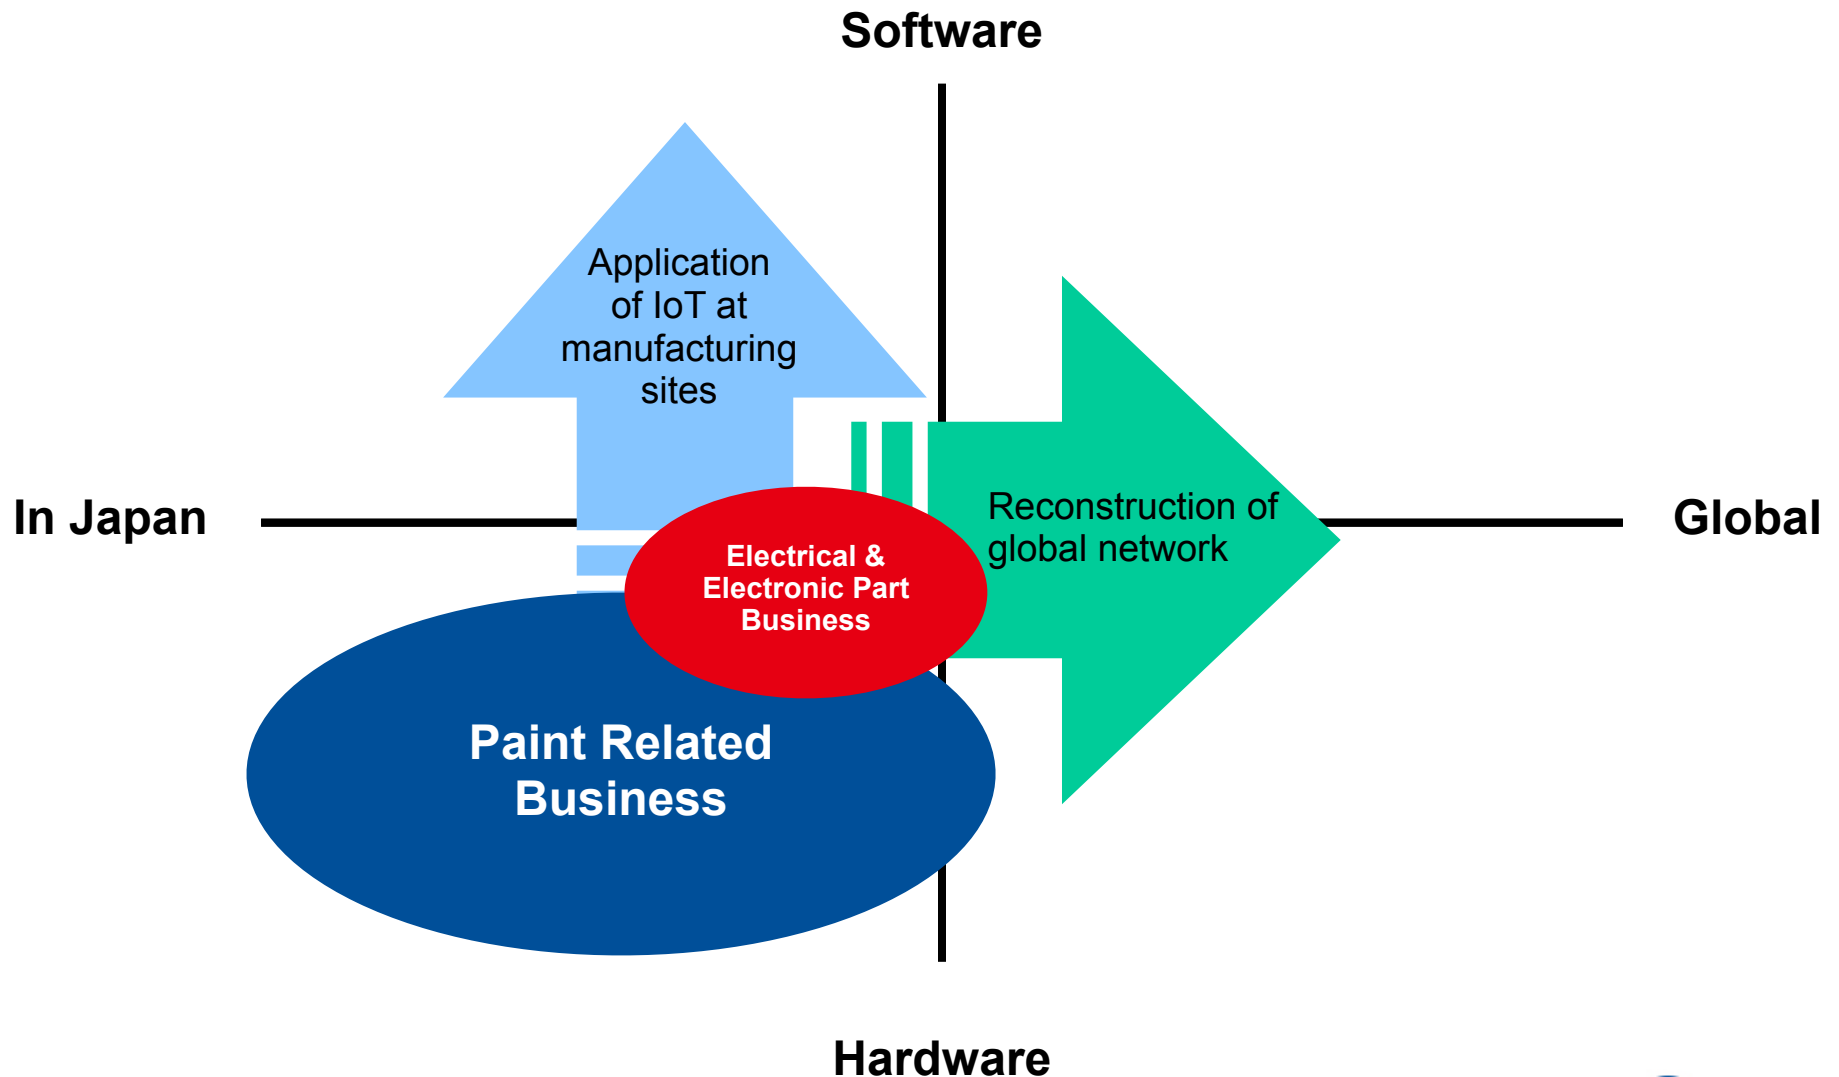 Software
Application
of IoT at
manufacturing
sites
In Japan
Reconstruction of
global network
Global
Electrical &
Electronic Part
Business
Paint Related
Business
Hardware